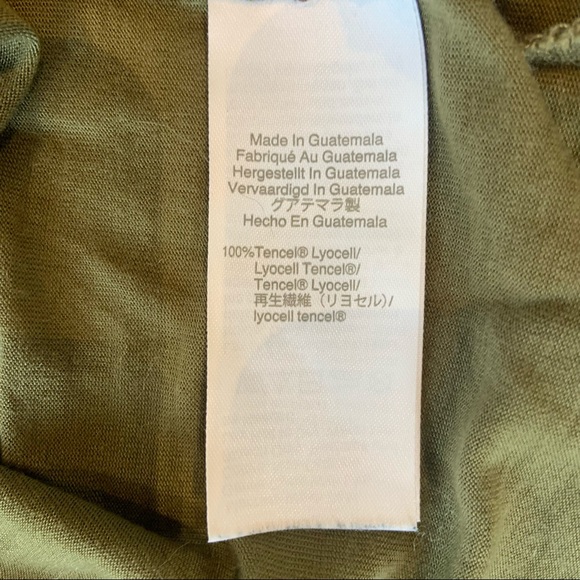 Made In Guatemala
Fabriqué Au Guatemala
Hergestellt In Guatemala
Vervaardigd In Guatemala
グアテマラ製
Hecho En Guatemala
100%Tencel® Lyocell/
Lyocell Tencel®/
Tencel® Lyocell/
再生繊維（リヨセル）/
lyocell tencel®